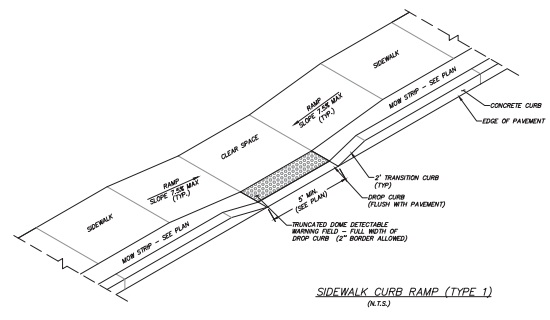 SIDEWALK
RAMP
SLOPE 7.5% MAX
(TYP.)
MOW STRIP - SEE PLAN
CONCRETE CURB
EDGE OF PAVEMENT
CLEAR SPACE
2' TRANSITION CURB
(TYP)
RAMP
SLOPE 7.5% MAX
(TYP.)
DROP CURB
(FLUSH WITH PAVEMENT)
5' MIN.
(SEE PLAN)
SIDEWALK
MOW STRIP - SEE PLAN
TRUNCATED DOME DETECTABLE
WARNING FIELD - FULL WIDTH OF
DROP CURB (2" BORDER ALLOWED)
SIDEWALK CURB RAMP (TYPE 1)
(N.T.S.)